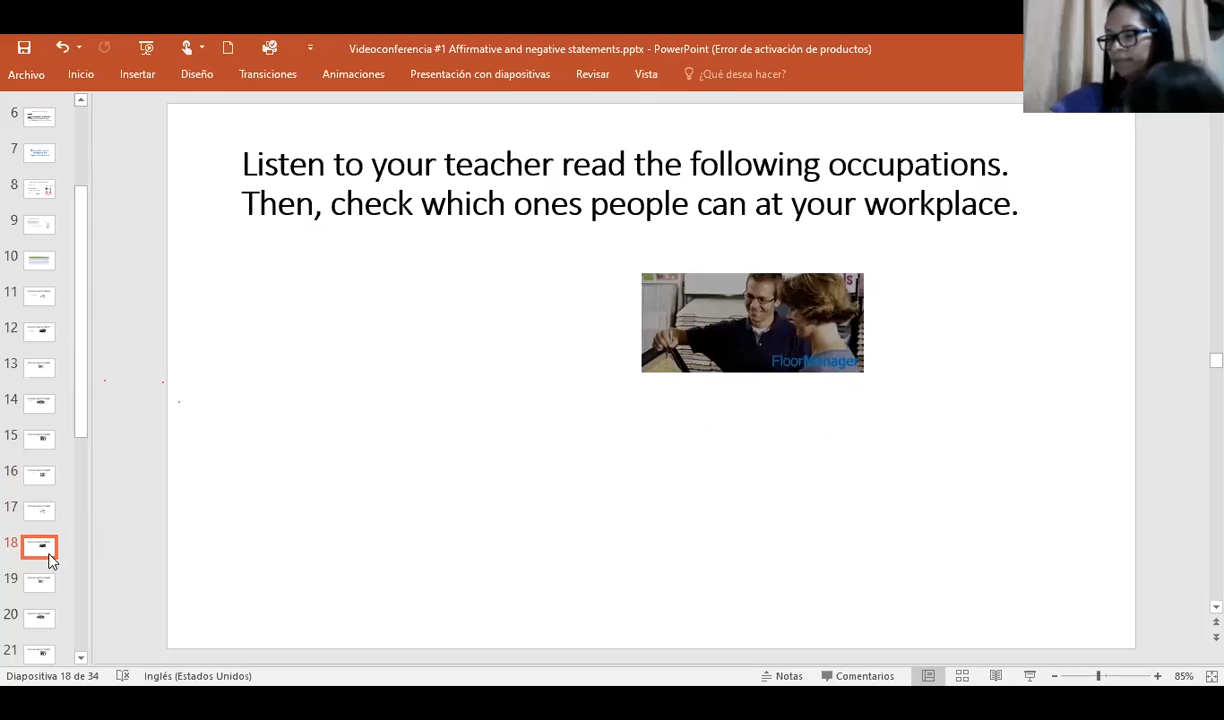 Videoconferencia #1 Affirmative and negative statements.pptx - PowerPoint (Error de activación de productos)
Archivo Inicio Insertar Diseño Transiciones Animaciones Presentación con diapositivas Revisar Vista ¿Qué desea hacer?
6
7
8
9
10
11
12
13
14
15
16
17
18
19
20
21
Listen to your teacher read the following occupations.
Then, check which ones people can at your workplace.
FloorManager
Diapositiva 18 de 34 Inglés (Estados Unidos) Notas Comentarios 85%